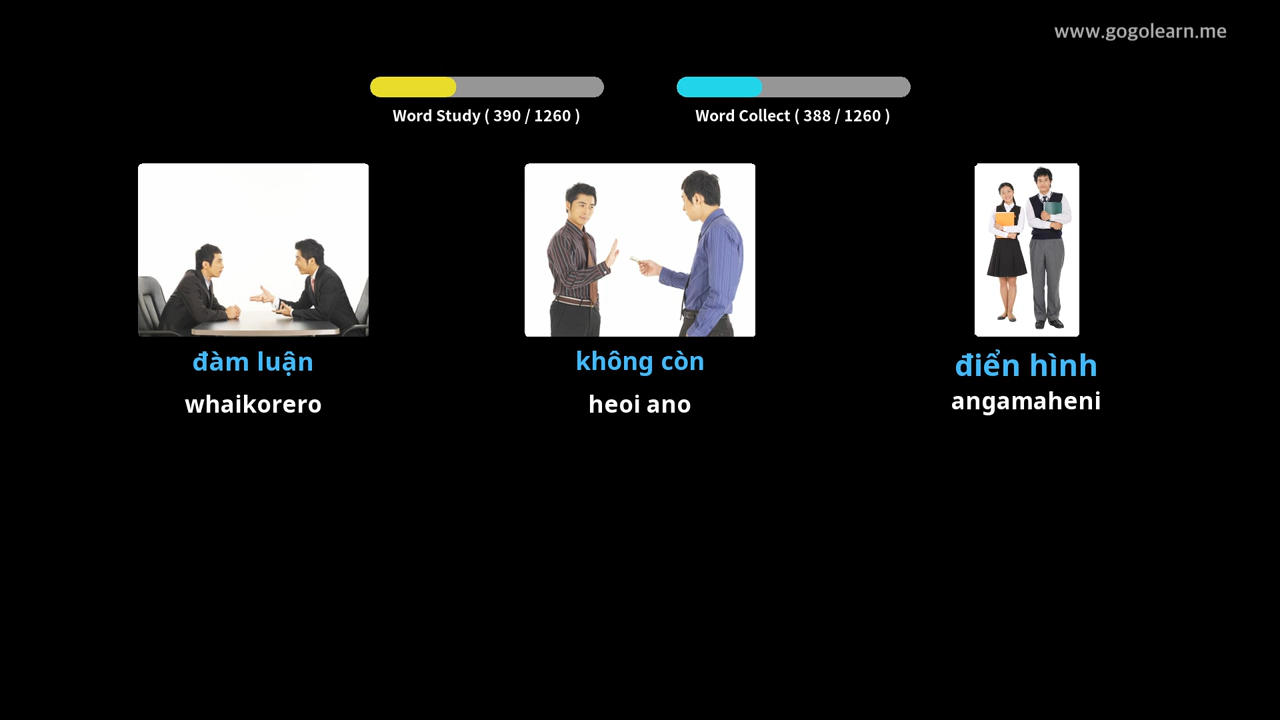 www.gogolearn.me
Word Study ( 390 / 1260 )
Word Collect ( 388 / 1260 )
đàm luận
whaikorero
không còn
heoi ano
điển hình
angamaheni